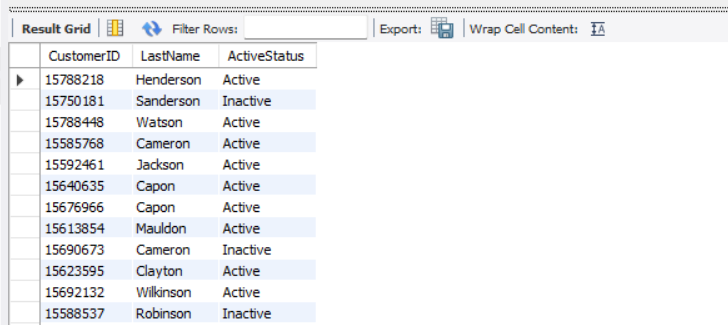 Result Grid Filter Rows: Export: Wrap Cell Content: IA
CustomerID LastName ActiveStatus
15788218 Henderson Active
15750181 Sanderson Inactive
15788448 Watson Active
15585768 Cameron Active
15592461 Jackson Active
15640635 Capon Active
15676966 Capon Active
15613854 Mauldon Active
15690673 Cameron Inactive
15623595 Clayton Active
15692132 Wilkinson Active
15588537 Robinson Inactive